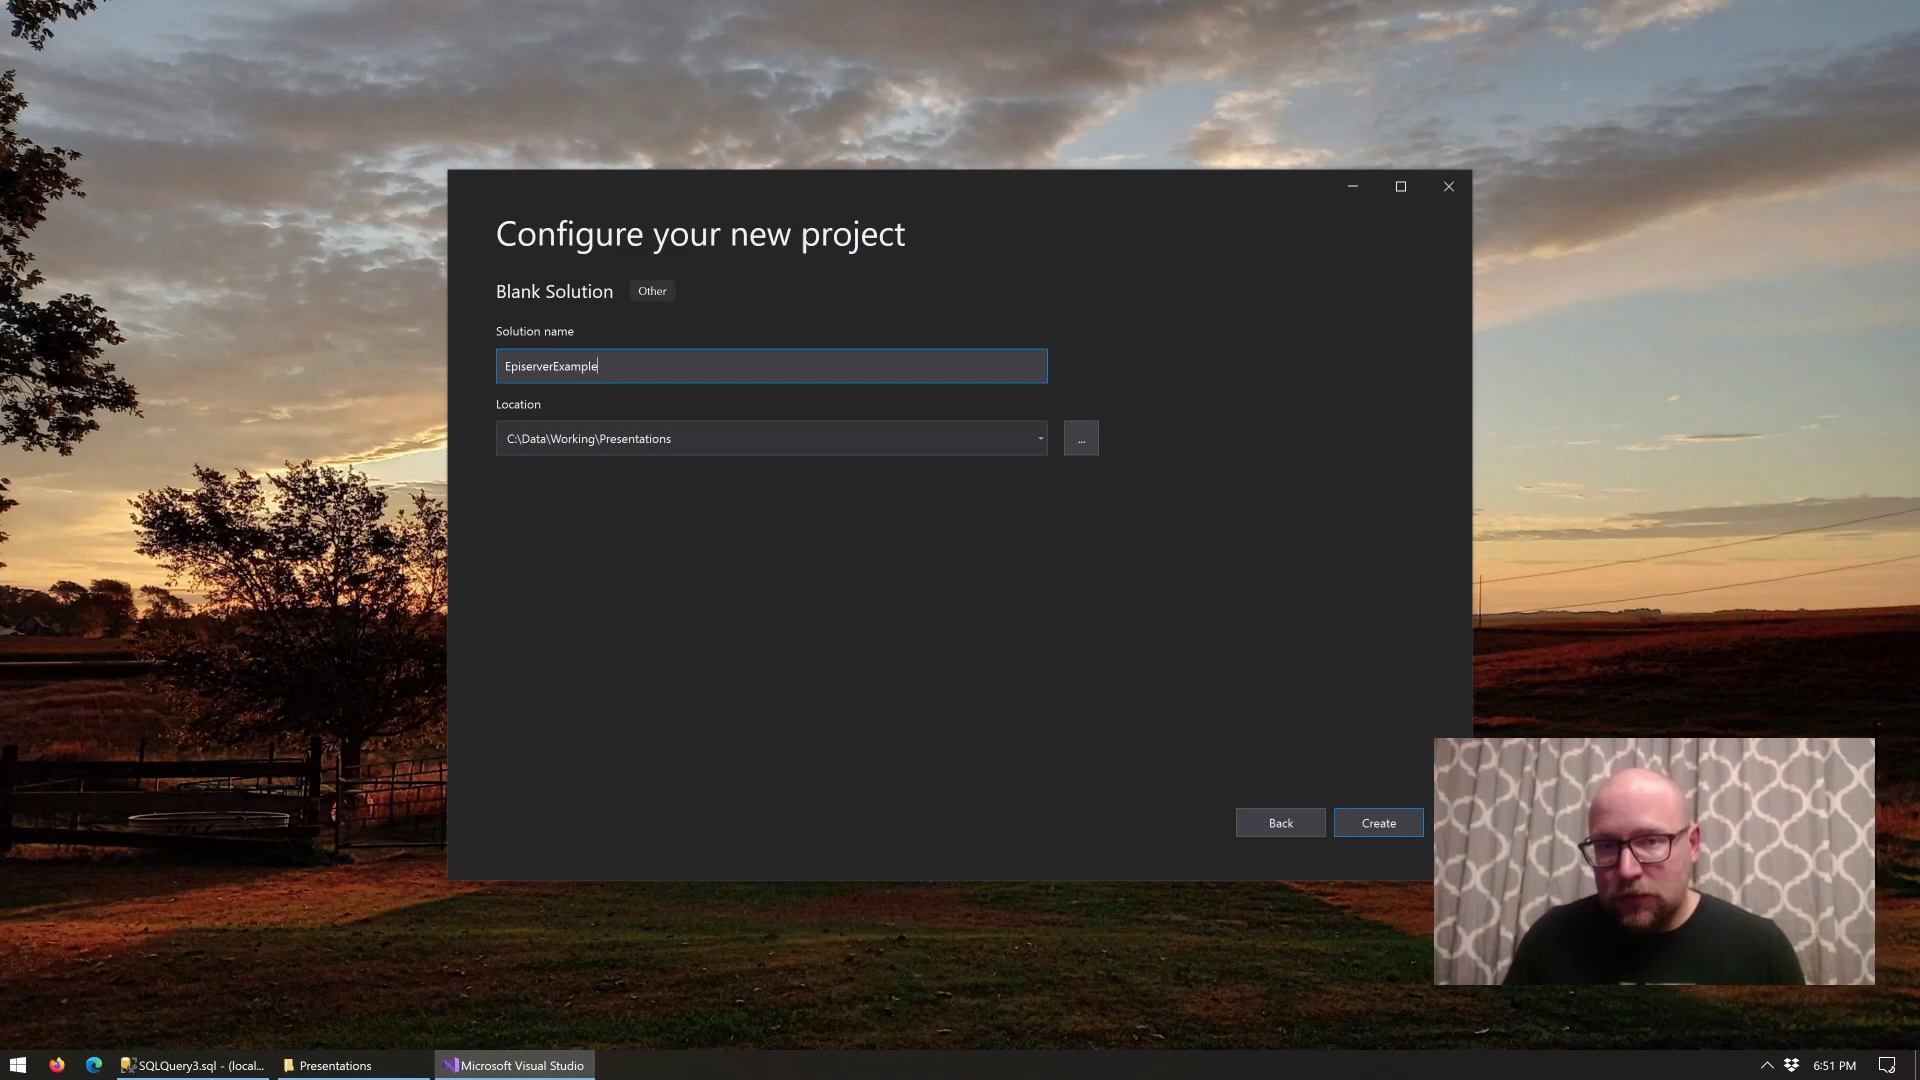 Configure your new project
Blank Solution Other
Solution name
EpiserverExample
Location
C:\Data\Working\Presentations
...
Back Create
SQLQuery3.sql - (local...
Presentations
Microsoft Visual Studio
6:51 PM